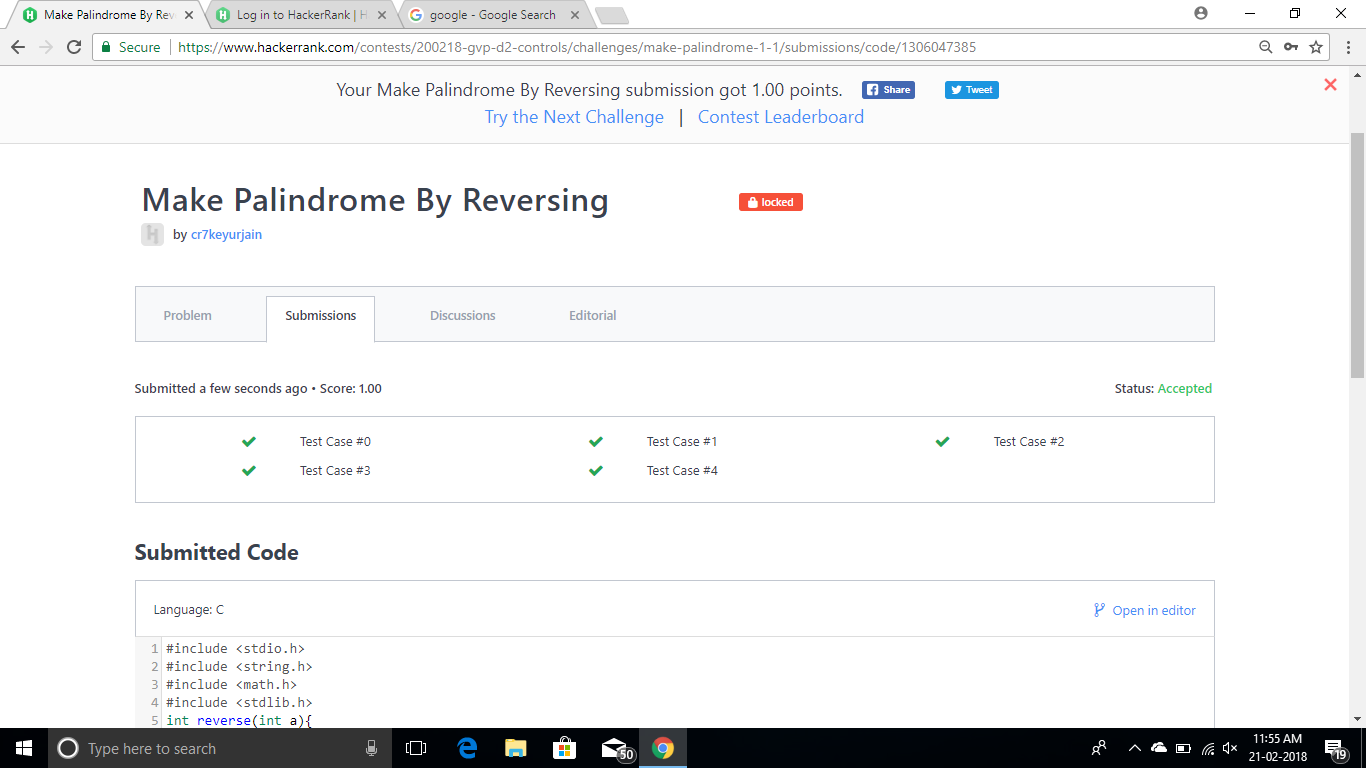 Make Palindrome By Rev
Log in to HackerRank | H
google - Google Search
Secure | https://www.hackerrank.com/contests/200218-gvp-d2-controls/challenges/make-palindrome-1-1/submissions/code/1306047385
Your Make Palindrome By Reversing submission got 1.00 points. Share Tweet
Try the Next Challenge | Contest Leaderboard
Make Palindrome By Reversing locked
by cr7keyurjain
Problem Submissions Discussions Editorial
Submitted a few seconds ago • Score: 1.00 Status: Accepted
Test Case #0 Test Case #1 Test Case #2
Test Case #3 Test Case #4
Submitted Code
Language: C Open in editor
1 #include <stdio.h>
2 #include <string.h>
3 #include <math.h>
4 #include <stdlib.h>
5 int reverse(int a){
Type here to search 50 11:55 AM
21-02-2018 19